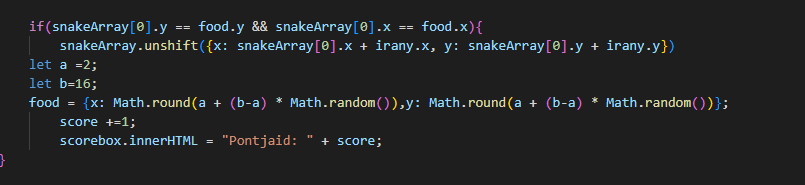 if(snakeArray[0].y == food.y && snakeArray[0].x == food.x){
snakeArray.unshift({x: snakeArray[0].x + irany.x, y: snakeArray[0].y + irany.y})
let a =2;
let b=16;
food = {x: Math.round(a + (b-a) * Math.random()),y: Math.round(a + (b-a) * Math.random())};
score +=1;
scorebox.innerHTML = "Pontjaid: " + score;
}